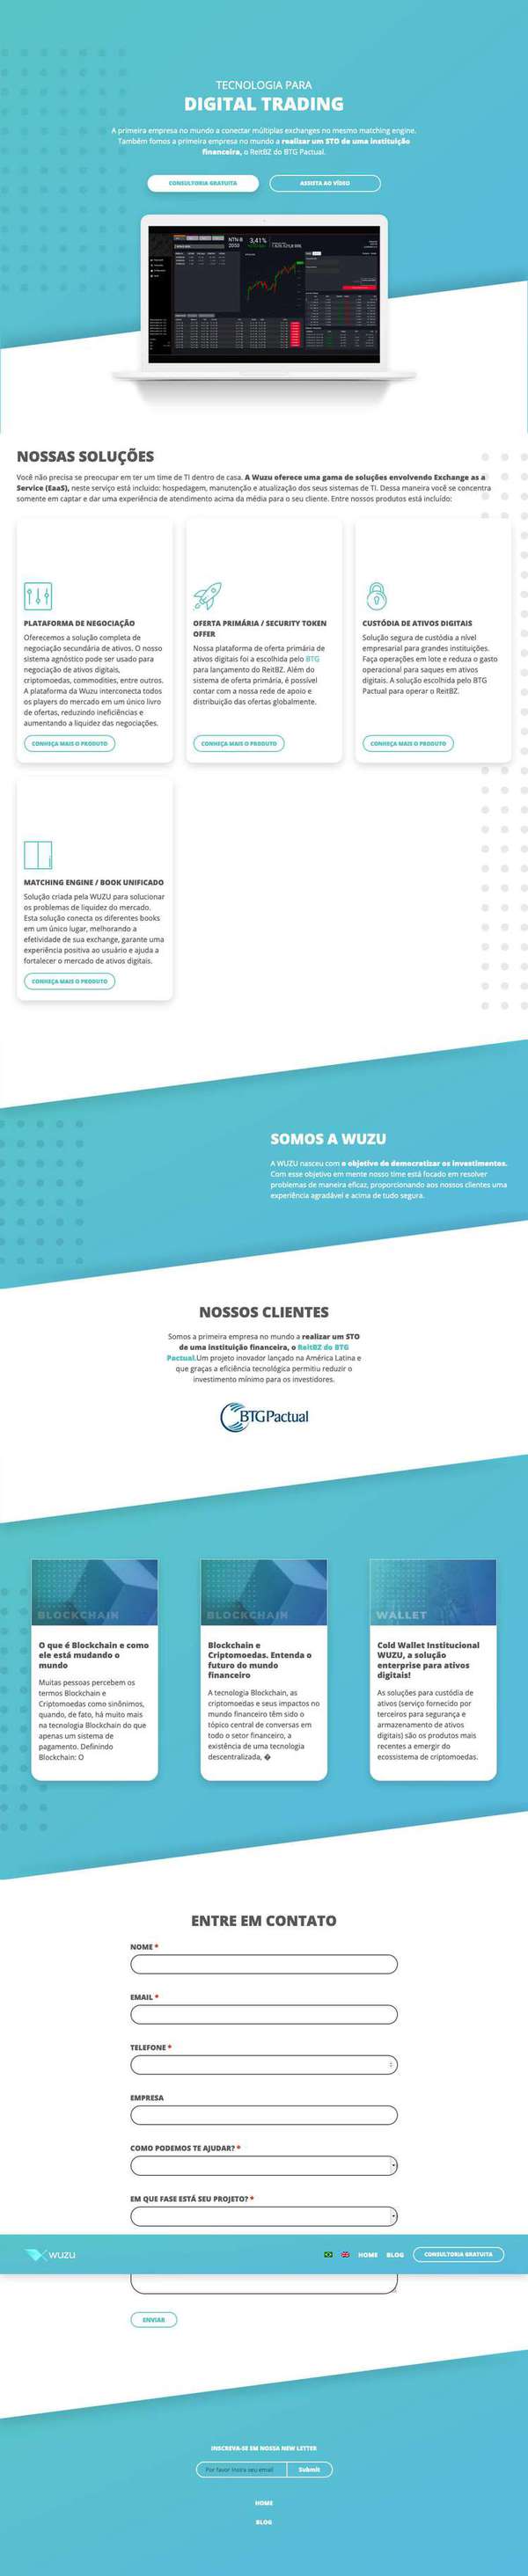 TECNOLOGIA PARA
DIGITAL TRADING
A primeira empresa no mundo a conectar múltiplas exchanges no mesmo matching engine.
Também fomos a primeira empresa no mundo a realizar um STO de uma instituição
financeira, o ReitBZ do BTG Pactual.
CONSULTORIA GRATUITA
ASSISTA AO VÍDEO
NTN-B
2050
3,41%
NOSSAS SOLUÇÕES
Você não precisa se preocupar em ter um time de TI dentro de casa. A Wuzu oferece uma gama de soluções envolvendo Exchange as a
Service (EaaS), neste serviço está incluido: hospedagem, manutenção e atualização dos seus sistemas de TI. Dessa maneira você se concentra
somente em captar e dar uma experiência de atendimento acima da média para o seu cliente. Entre nossos produtos está incluído:
PLATAFORMA DE NEGOCIAÇÃO
Oferecemos a solução completa de
negociação secundária de ativos. O nosso
sistema agnóstico pode ser usado para
negociação de ativos digitais,
criptomoedas, commodities, entre outros.
A plataforma da Wuzu interconecta todos
os players do mercado em um único livro
de ofertas, reduzindo ineficiências e
aumentando a liquidez das negociações.
CONHEÇA MAIS O PRODUTO
OFERTA PRIMÁRIA / SECURITY TOKEN
OFFER
Nossa plataforma de oferta primária de
ativos digitais foi a escolhida pelo BTG
para lançamento do ReitBZ. Além do
sistema de oferta primária, é possível
contar com a nossa rede de apoio e
distribuição das ofertas globalmente.
CONHEÇA MAIS O PRODUTO
CUSTÓDIA DE ATIVOS DIGITAIS
Solução segura de custódia a nível
empresarial para grandes instituições.
Faça operações em lote e reduza o gasto
operacional para saques em ativos
digitais. A solução escolhida pelo BTG
Pactual para operar o ReitBZ.
CONHEÇA MAIS O PRODUTO
MATCHING ENGINE / BOOK UNIFICADO
Solução criada pela WUZU para solucionar
os problemas de liquidez do mercado.
Esta solução conecta os diferentes books
em um único lugar, melhorando a
efetividade de sua exchange, garante uma
experiência positiva ao usuário e ajuda a
fortalecer o mercado de ativos digitais.
CONHEÇA MAIS O PRODUTO
SOMOS A WUZU
A WUZU nasceu com o objetivo de democratizar os investimentos.
Com esse objetivo em mente nosso time está focado em resolver
problemas de maneira eficaz, proporcionando aos nossos clientes uma
experiência agradável e acima de tudo segura.
NOSSOS CLIENTES
Somos a primeira empresa no mundo a realizar um STO
de uma instituição financeira, o ReitBZ do BTG
Pactual.Um projeto inovador lançado na América Latina e
que graças a eficiência tecnológica permitiu reduzir o
investimento mínimo para os investidores.
BTGPactual
BLOCKCHAIN
O que é Blockchain e como
ele está mudando o
mundo
Muitas pessoas percebem os
termos Blockchain e
Criptomoedas como sinônimos,
quando, de fato, há muito mais
na tecnologia Blockchain do que
apenas um sistema de
pagamento. Definindo
Blockchain: O
BLOCKCHAIN
Blockchain e
Criptomoedas. Entenda o
futuro do mundo
financeiro
A tecnologia Blockchain, as
criptomoedas e seus impactos no
mundo financeiro têm sido o
tópico central de conversas em
todo o setor financeiro, a
existência de uma tecnologia
descentralizada, �
WALLET
Cold Wallet Institucional
WUZU, a solução
enterprise para ativos
digitais!
As soluções para custódia de
ativos (serviço fornecido por
terceiros para segurança e
armazenamento de ativos
digitais) são os produtos mais
recentes a emergir do
ecossistema de criptomoedas.
ENTRE EM CONTATO
NOME *
EMAIL *
TELEFONE *
EMPRESA
COMO PODEMOS TE AJUDAR? *
EM QUE FASE ESTÁ SEU PROJETO? *
WUZU
HOME
BLOG
CONSULTORIA GRATUITA
ENVIAR
INSCREVA-SE EM NOSSA NEW LETTER
Por favor insira seu email
Submit
HOME
BLOG